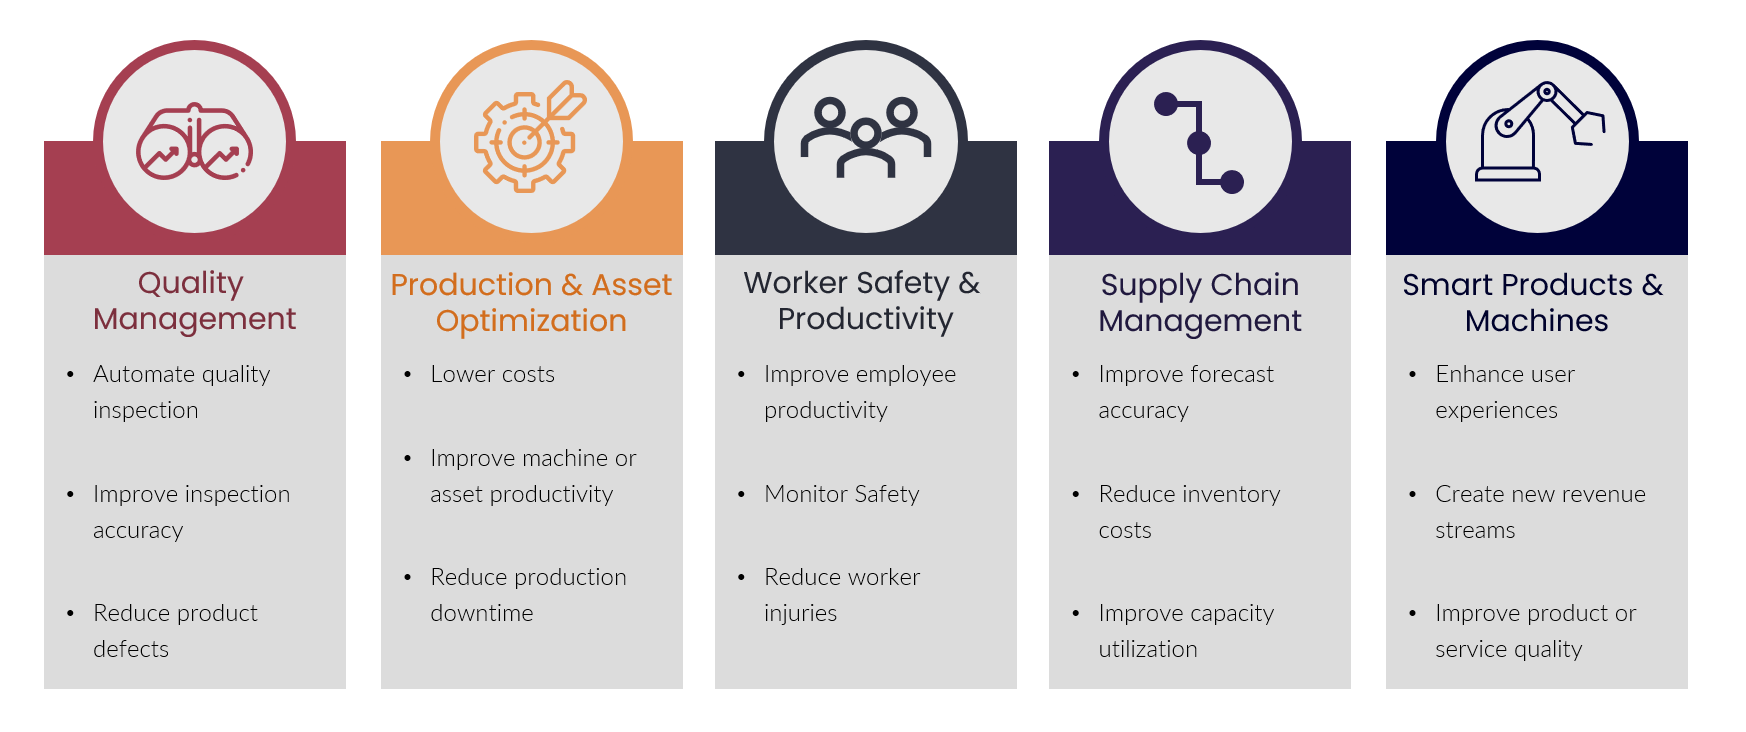 Quality
Management
• Automate quality
inspection
• Improve inspection
accuracy
• Reduce product
defects
Production & Asset
Optimization
• Lower costs
• Improve machine or
asset productivity
• Reduce production
downtime
Worker Safety &
Productivity
• Improve employee
productivity
• Monitor Safety
• Reduce worker
injuries
Supply Chain
Management
• Improve forecast
accuracy
• Reduce inventory
costs
• Improve capacity
utilization
Smart Products &
Machines
• Enhance user
experiences
• Create new revenue
streams
• Improve product or
service quality